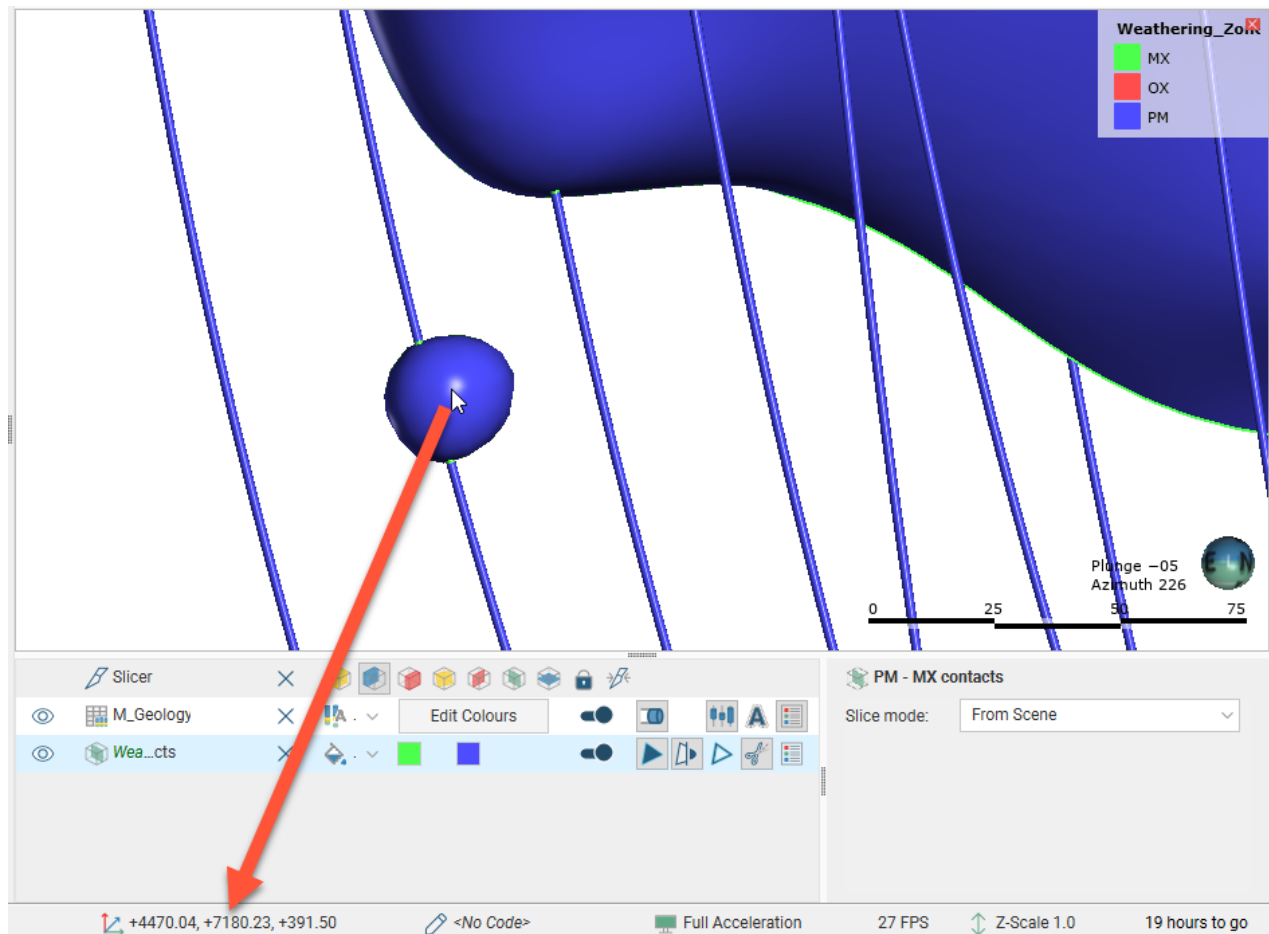 Weathering_Zon
MX
OX
PM
E N
Plunge −05
Azimuth 226
0 25 50 75
Slicer
PM - MX contacts
M_Geology
A . Edit Colours A
Slice mode: From Scene
Wea...cts
+4470.04, +7180.23, +391.50 <No Code> Full Acceleration 27 FPS Z-Scale 1.0 19 hours to go